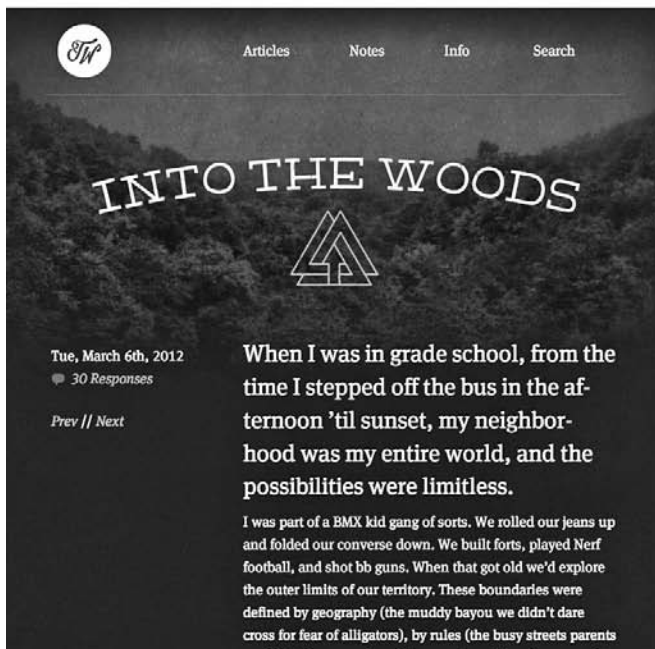 TW
Articles Notes Info Search
INTO THE WOODS
Tue, March 6th, 2012
30 Responses
Prev // Next
When I was in grade school, from the
time I stepped off the bus in the af-
ternoon ’til sunset, my neighbor-
hood was my entire world, and the
possibilities were limitless.
I was part of a BMX kid gang of sorts. We rolled our jeans up
and folded our converse down. We built forts, played Nerf
football, and shot bb guns. When that got old we’d explore
the outer limits of our territory. These boundaries were
defined by geography (the muddy bayou we didn’t dare
cross for fear of alligators), by rules (the busy streets parents